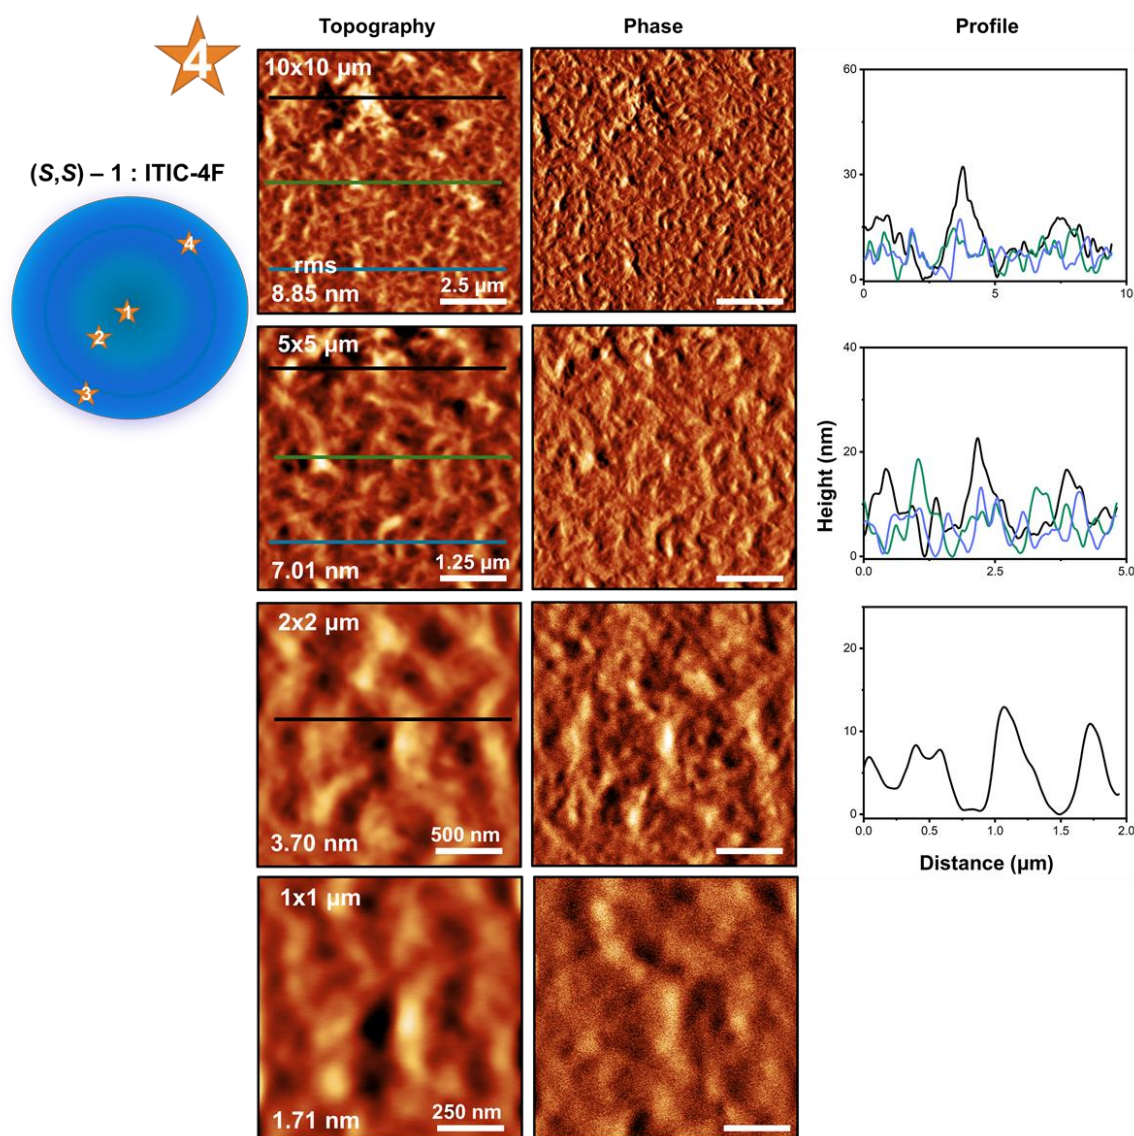 Topography
Phase
Profile
4
(S,S) – 1 : ITIC-4F
4
1
2
3
10x10 µm
rms
8.85 nm
2.5 µm
60
30
0
0
5
10
5x5 µm
7.01 nm
1.25 µm
40
20
0
0.0
2.5
5.0
Height (nm)
2x2 µm
3.70 nm
500 nm
20
10
0
0.0
0.5
1.0
1.5
2.0
Distance (µm)
1x1 µm
1.71 nm
250 nm